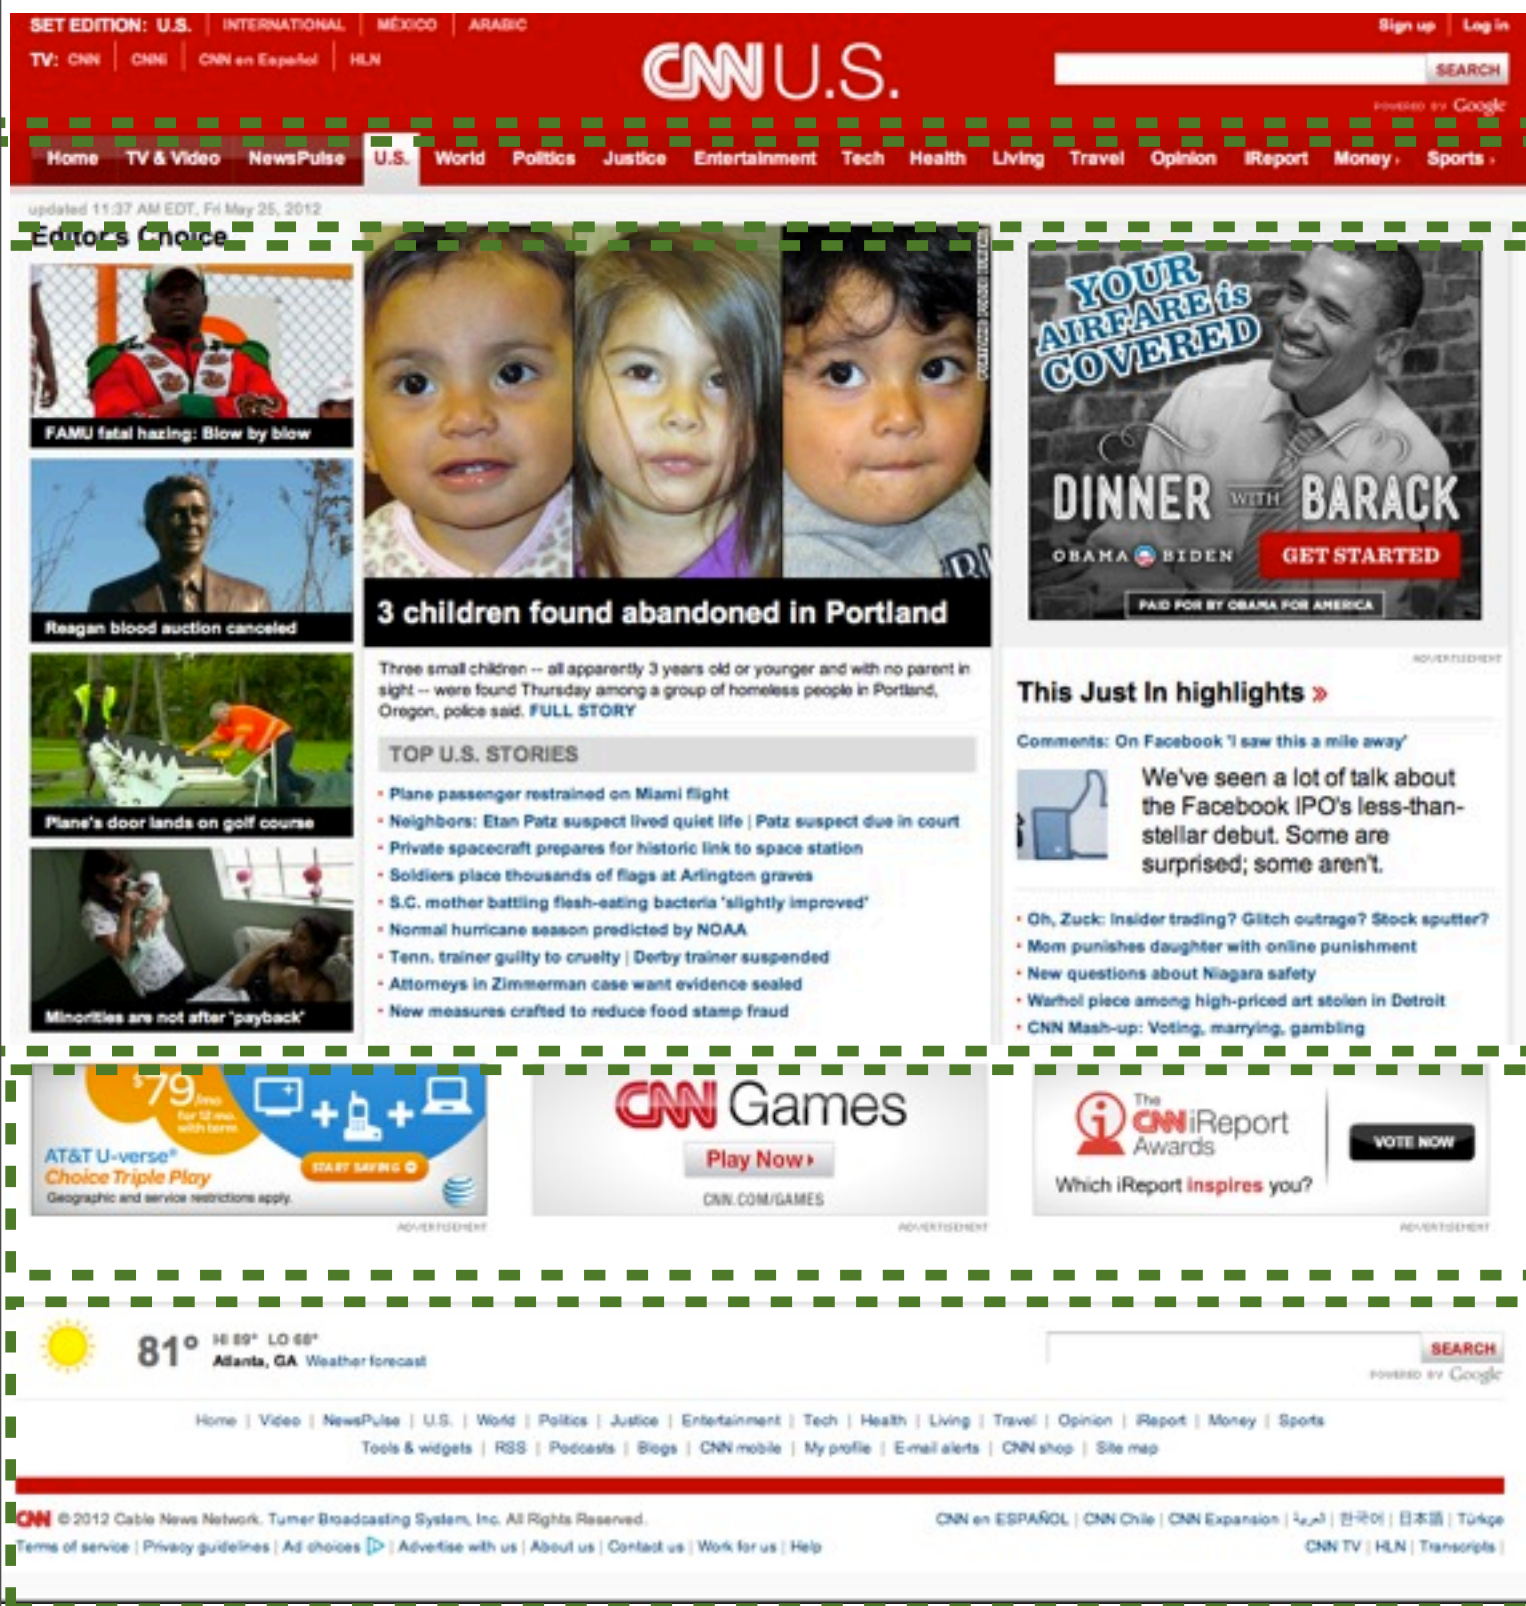 SET EDITION: U.S. | INTERNATIONAL | MÉXICO | ARABIC
Sign up | Log in
TV: CNN | CNNi | CNN en Español | HLN
CNN U.S.
SEARCH
POWERED BY Google
Home TV & Video NewsPulse U.S. World Politics Justice Entertainment Tech Health Living Travel Opinion iReport Money › Sports ›
updated 11:37 AM EDT, Fri May 25, 2012
Editor's Choice
FAMU fatal hazing: Blow by blow
Reagan blood auction canceled
Plane's door lands on golf course
Minorities are not after 'payback'
3 children found abandoned in Portland
Three small children -- all apparently 3 years old or younger and with no parent in
sight -- were found Thursday among a group of homeless people in Portland,
Oregon, police said. FULL STORY
TOP U.S. STORIES
Plane passenger restrained on Miami flight
Neighbors: Etan Patz suspect lived quiet life | Patz suspect due in court
Private spacecraft prepares for historic link to space station
Soldiers place thousands of flags at Arlington graves
S.C. mother battling flesh-eating bacteria 'slightly improved'
Normal hurricane season predicted by NOAA
Tenn. trainer guilty to cruelty | Derby trainer suspended
Attorneys in Zimmerman case want evidence sealed
New measures crafted to reduce food stamp fraud
YOUR
AIRFARE is
COVERED
DINNER WITH BARACK
OBAMA BIDEN
GET STARTED
PAID FOR BY OBAMA FOR AMERICA
ADVERTISEMENT
This Just In highlights »
Comments: On Facebook 'I saw this a mile away'
We've seen a lot of talk about
the Facebook IPO's less-than-
stellar debut. Some are
surprised; some aren't.
Oh, Zuck: Insider trading? Glitch outrage? Stock sputter?
Mom punishes daughter with online punishment
New questions about Niagara safety
Warhol piece among high-priced art stolen in Detroit
CNN Mash-up: Voting, marrying, gambling
$79/mo
for 12 mo.
with term
AT&T U-verse®
Choice Triple Play
Geographic and service restrictions apply.
START SAVING
ADVERTISEMENT
CNN Games
Play Now
CNN.COM/GAMES
ADVERTISEMENT
The
CNN iReport
Awards
Which iReport inspires you?
VOTE NOW
ADVERTISEMENT
81° HI 89° LO 68°
Atlanta, GA Weather forecast
SEARCH
POWERED BY Google
Home | Video | NewsPulse | U.S. | World | Politics | Justice | Entertainment | Tech | Health | Living | Travel | Opinion | iReport | Money | Sports
Tools & widgets | RSS | Podcasts | Blogs | CNN mobile | My profile | E-mail alerts | CNN shop | Site map
CNN © 2012 Cable News Network. Turner Broadcasting System, Inc. All Rights Reserved.
CNN en ESPAÑOL | CNN Chile | CNN Expansion | العربية | 한국어 | 日本語 | Türkçe
Terms of service | Privacy guidelines | Ad choices | Advertise with us | About us | Contact us | Work for us | Help
CNN TV | HLN | Transcripts |